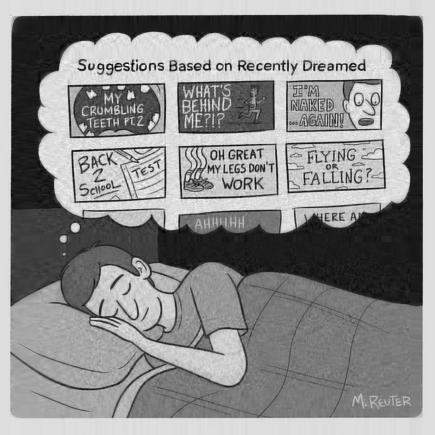 Suggestions Based on Recently Dreamed
MY
CRUMBLING
TEETH PT.2
WHAT'S
BEHIND
ME?!?
I'M
NAKED
...AGAIN!
BACK
2
SCHOOL
TEST
OH GREAT
MY LEGS DON'T
WORK
FLYING
OR
FALLING?
AHHHHH
WHERE
M. REUTER